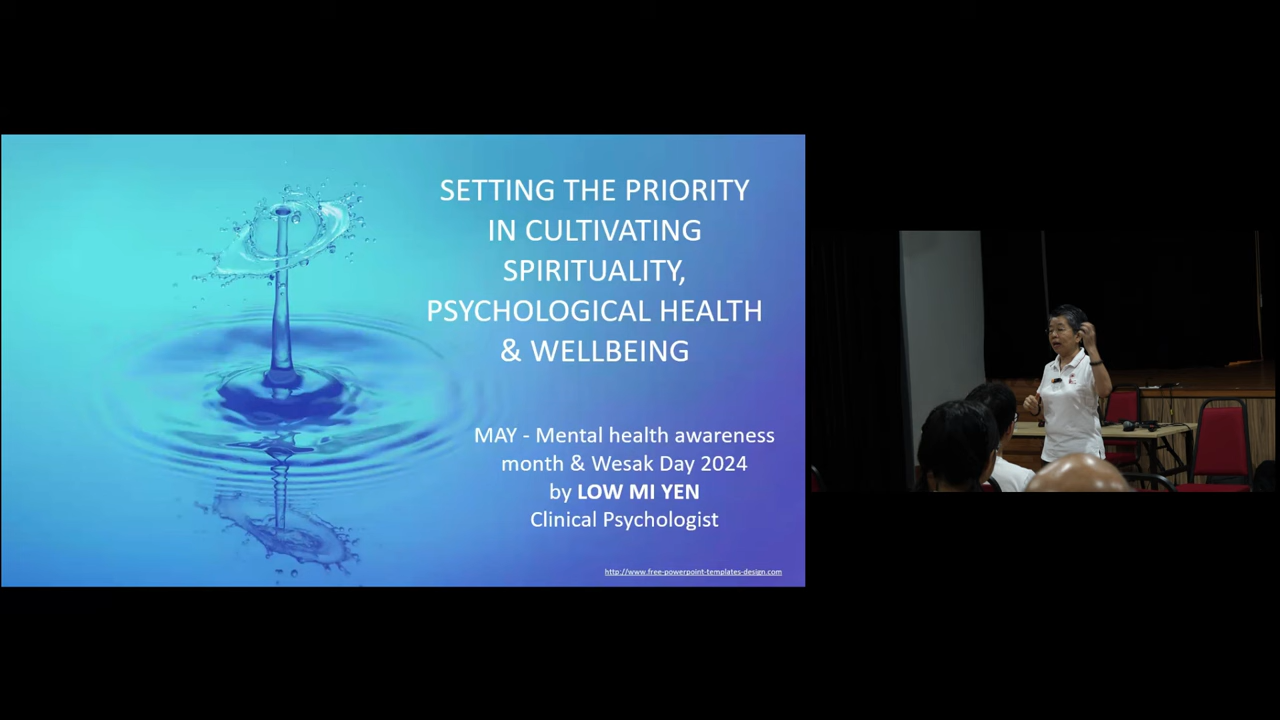 SETTING THE PRIORITY
IN CULTIVATING
SPIRITUALITY,
PSYCHOLOGICAL HEALTH
& WELLBEING
MAY - Mental health awareness
month & Wesak Day 2024
by LOW MI YEN
Clinical Psychologist
http://www.free-powerpoint-templates-design.com